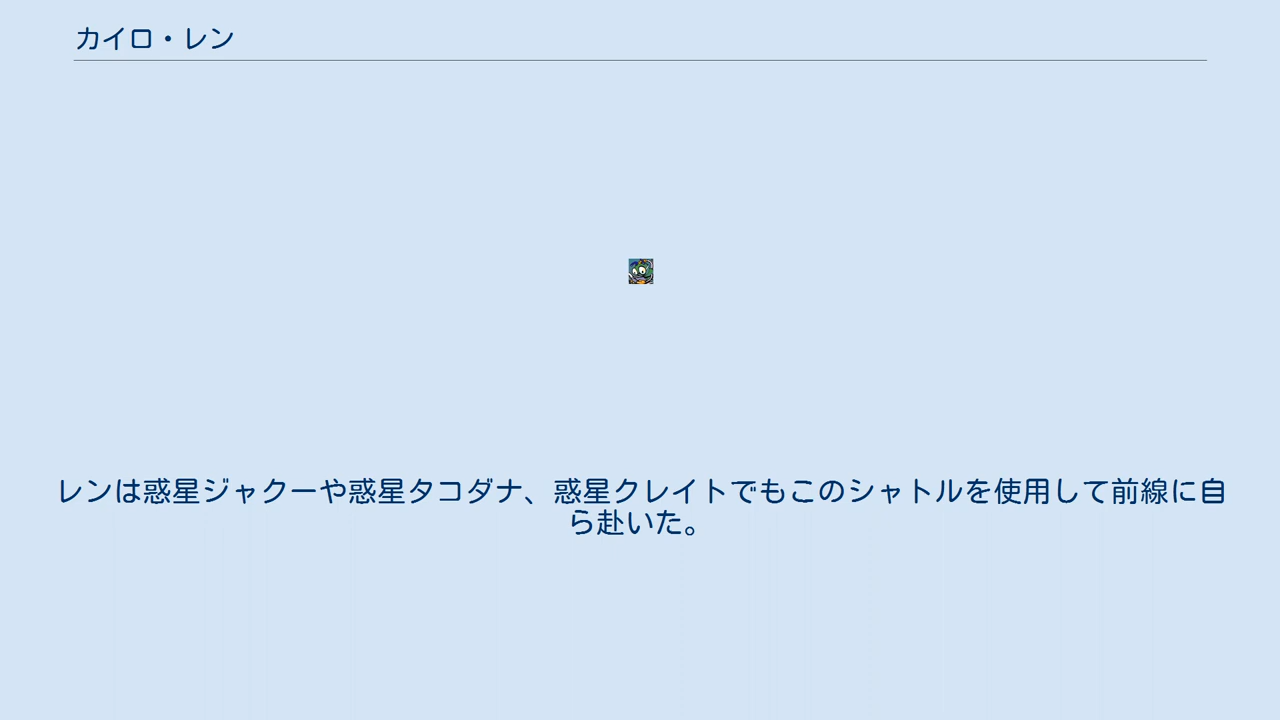 カイロ・レン
レンは惑星ジャクーや惑星タコダナ、惑星クレイトでもこのシャトルを使用して前線に自
ら赴いた。